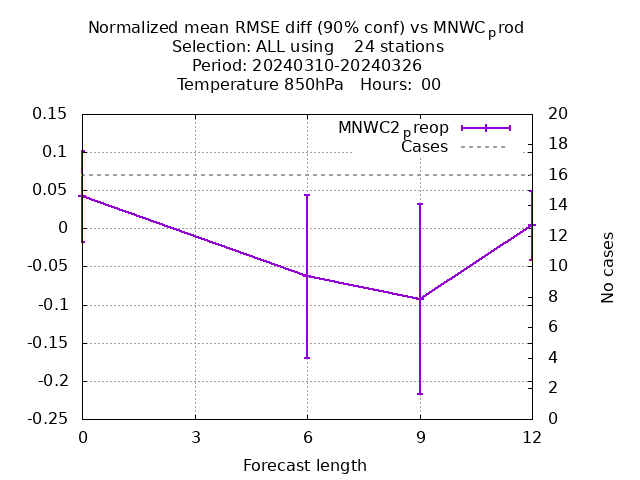 Normalized mean RMSE diff (90% conf) vs MNWCprod
Selection: ALL using 24 stations
Period: 20240310-20240326
Temperature 850hPa Hours: 00
MNWC2preop
Cases
0.15
0.1
0.05
0
-0.05
-0.1
-0.15
-0.2
-0.25
20
18
16
14
12
10
8
6
4
2
0
No cases
0 3 6 9 12
Forecast length